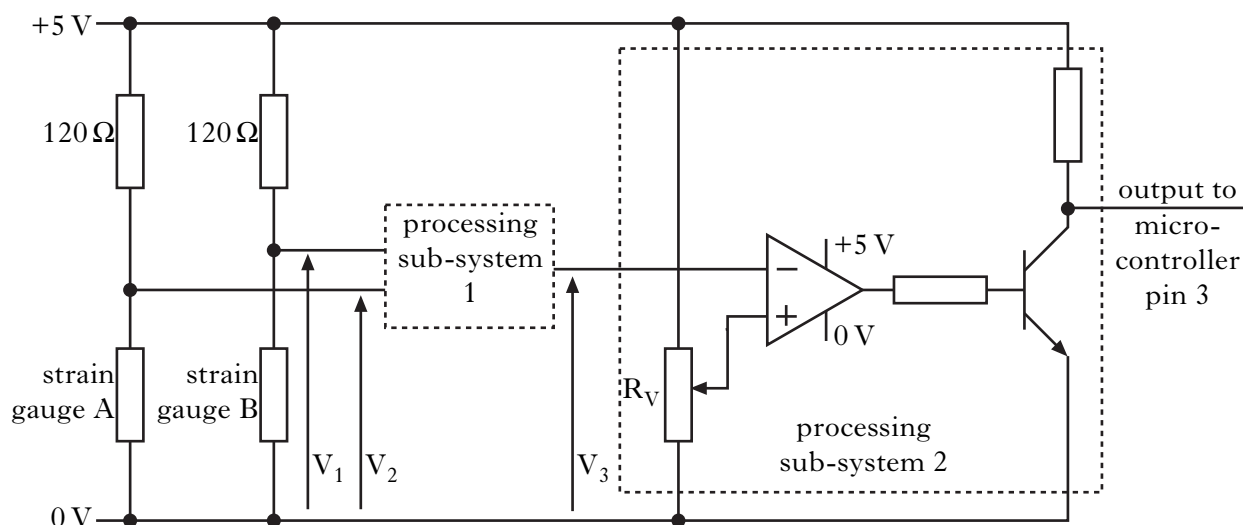 +5 V
120 Ω
120 Ω
processing
sub-system
1
strain
gauge A
strain
gauge B
V1
V2
V3
RV
−
+
+5 V
0 V
processing
sub-system 2
output to
micro-
controller
pin 3
0 V